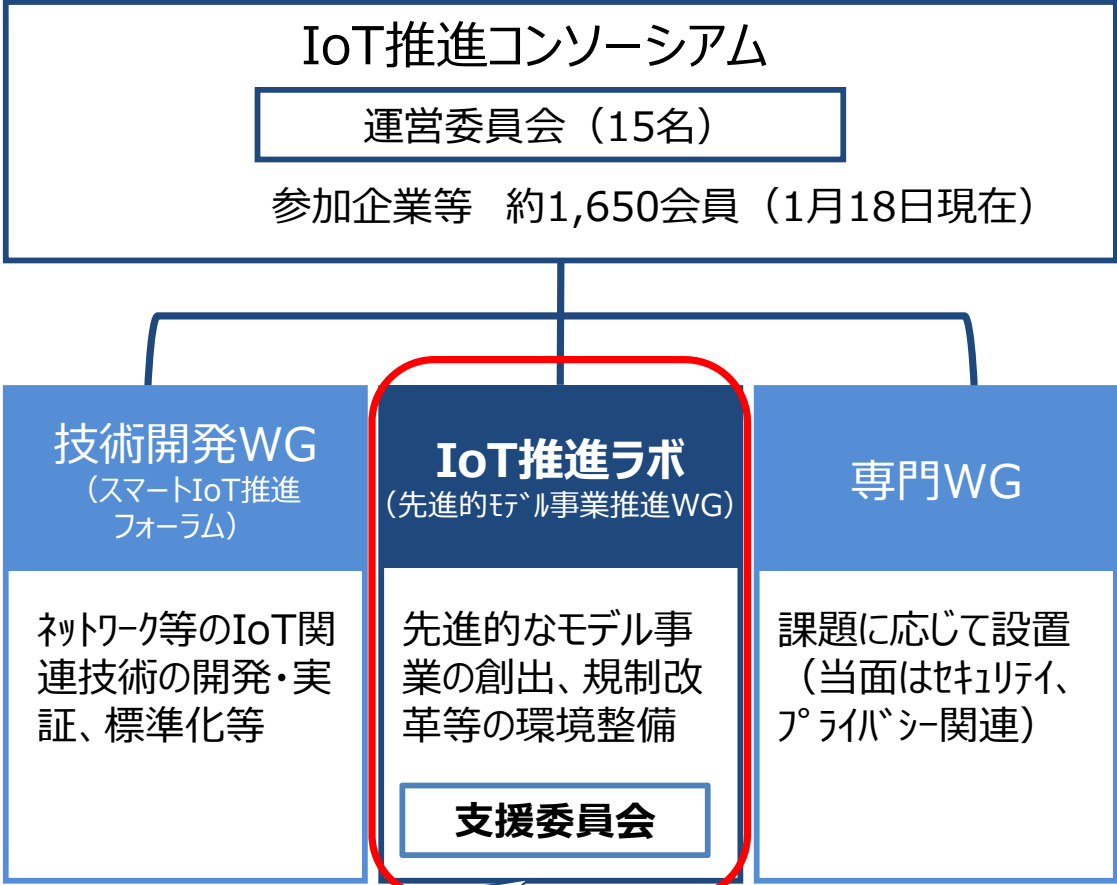 IoT推進コンソーシアム
運営委員会（15名）
参加企業等　約1,650会員（1月18日現在）
技術開発WG
（スマートIoT推進
フォーラム）
ﾈｯﾄﾜｰｸ等のIoT関
連技術の開発・実
証、標準化等
IoT推進ラボ
（先進的ﾓﾃﾞﾙ事業推進WG）
先進的なモデル事
業の創出、規制改
革等の環境整備
支援委員会
専門WG
課題に応じて設置
（当面はｾｷｭﾘﾃｲ、
ﾌﾟﾗｲﾊﾞｼｰ関連）